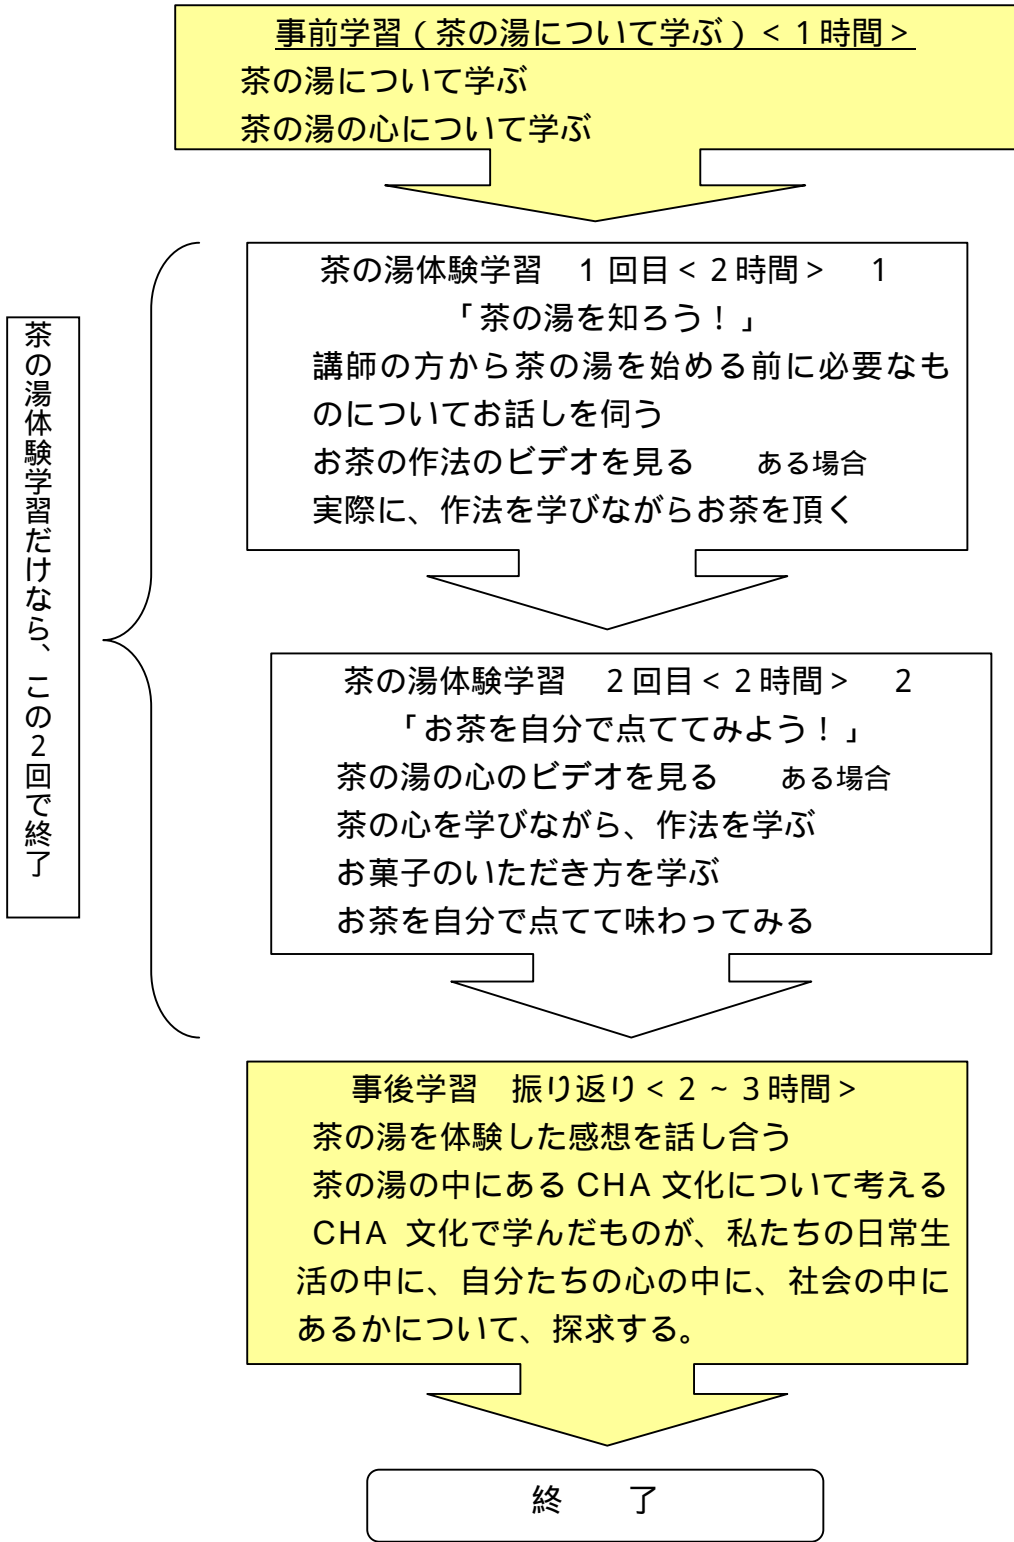 事前学習（茶の湯について学ぶ）＜１時間＞
茶の湯について学ぶ
茶の湯の心について学ぶ
茶の湯体験学習だけなら、この２回で終了
茶の湯体験学習　１回目＜２時間＞　1
「茶の湯を知ろう！」
講師の方から茶の湯を始める前に必要なも
のについてお話しを伺う
お茶の作法のビデオを見る　　ある場合
実際に、作法を学びながらお茶を頂く
茶の湯体験学習　２回目＜２時間＞　2
「お茶を自分で点ててみよう！」
茶の湯の心のビデオを見る　　ある場合
茶の心を学びながら、作法を学ぶ
お菓子のいただき方を学ぶ
お茶を自分で点てて味わってみる
事後学習　振り返り＜２～３時間＞
茶の湯を体験した感想を話し合う
茶の湯の中にある CHA 文化について考える
CHA 文化で学んだものが、私たちの日常生
活の中に、自分たちの心の中に、社会の中に
あるかについて、探求する。
終　　了